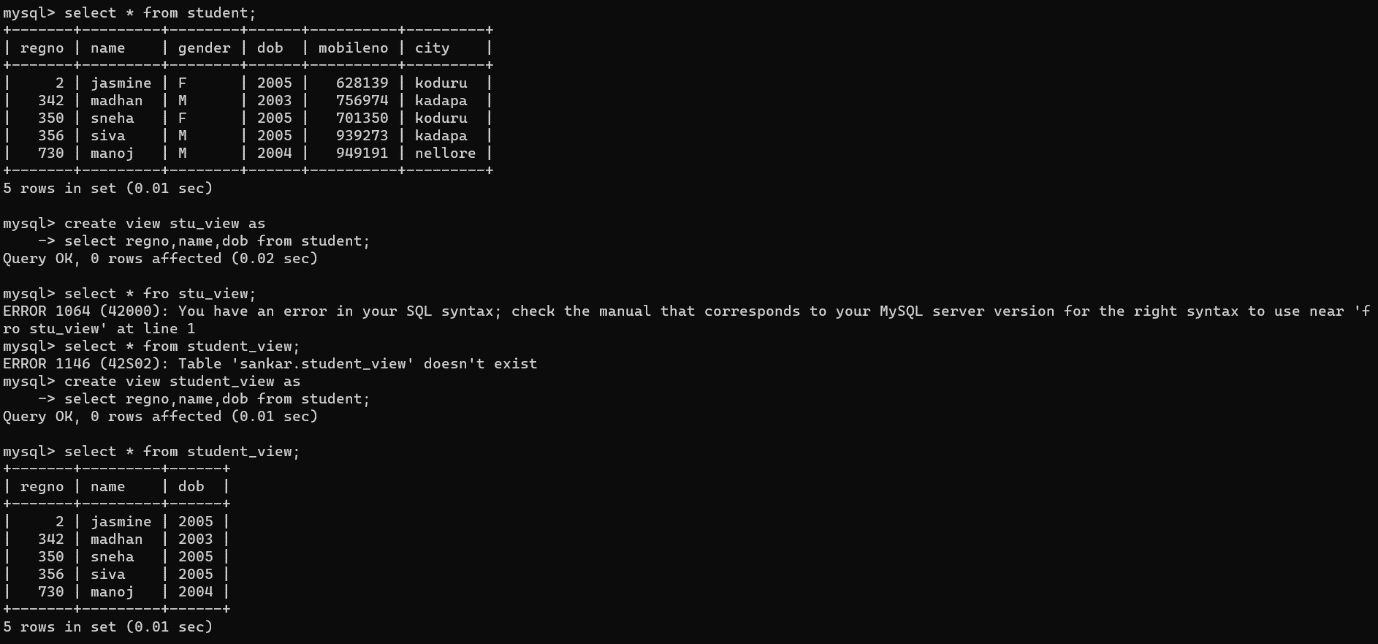 mysql> select * from student;
+-------+---------+--------+------+----------+---------+
| regno | name    | gender | dob  | mobileno | city    |
+-------+---------+--------+------+----------+---------+
|     2 | jasmine | F      | 2005 |   628139 | koduru  |
|   342 | madhan  | M      | 2003 |   756974 | kadapa  |
|   350 | sneha   | F      | 2005 |   701350 | koduru  |
|   356 | siva    | M      | 2005 |   939273 | kadapa  |
|   730 | manoj   | M      | 2004 |   949191 | nellore |
+-------+---------+--------+------+----------+---------+
5 rows in set (0.01 sec)

mysql> create view stu_view as
    -> select regno,name,dob from student;
Query OK, 0 rows affected (0.02 sec)

mysql> select * fro stu_view;
ERROR 1064 (42000): You have an error in your SQL syntax; check the manual that corresponds to your MySQL server version for the right syntax to use near 'f
ro stu_view' at line 1
mysql> select * from student_view;
ERROR 1146 (42S02): Table 'sankar.student_view' doesn't exist
mysql> create view student_view as
    -> select regno,name,dob from student;
Query OK, 0 rows affected (0.01 sec)

mysql> select * from student_view;
+-------+---------+------+
| regno | name    | dob  |
+-------+---------+------+
|     2 | jasmine | 2005 |
|   342 | madhan  | 2003 |
|   350 | sneha   | 2005 |
|   356 | siva    | 2005 |
|   730 | manoj   | 2004 |
+-------+---------+------+
5 rows in set (0.01 sec)